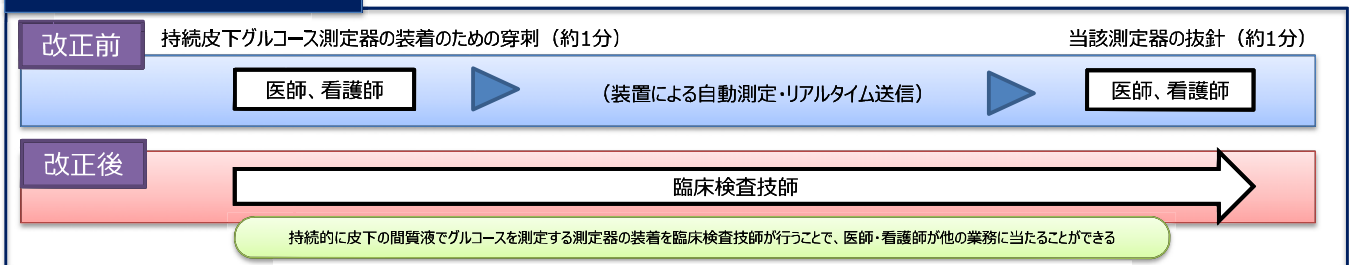 改正前
持続皮下グルコース測定器の装着のための穿刺（約1分）
当該測定器の抜針（約1分）
医師、看護師
（装置による自動測定・リアルタイム送信）
医師、看護師
改正後
臨床検査技師
持続的に皮下の間質液でグルコースを測定する測定器の装着を臨床検査技師が行うことで、医師・看護師が他の業務に当たることができる